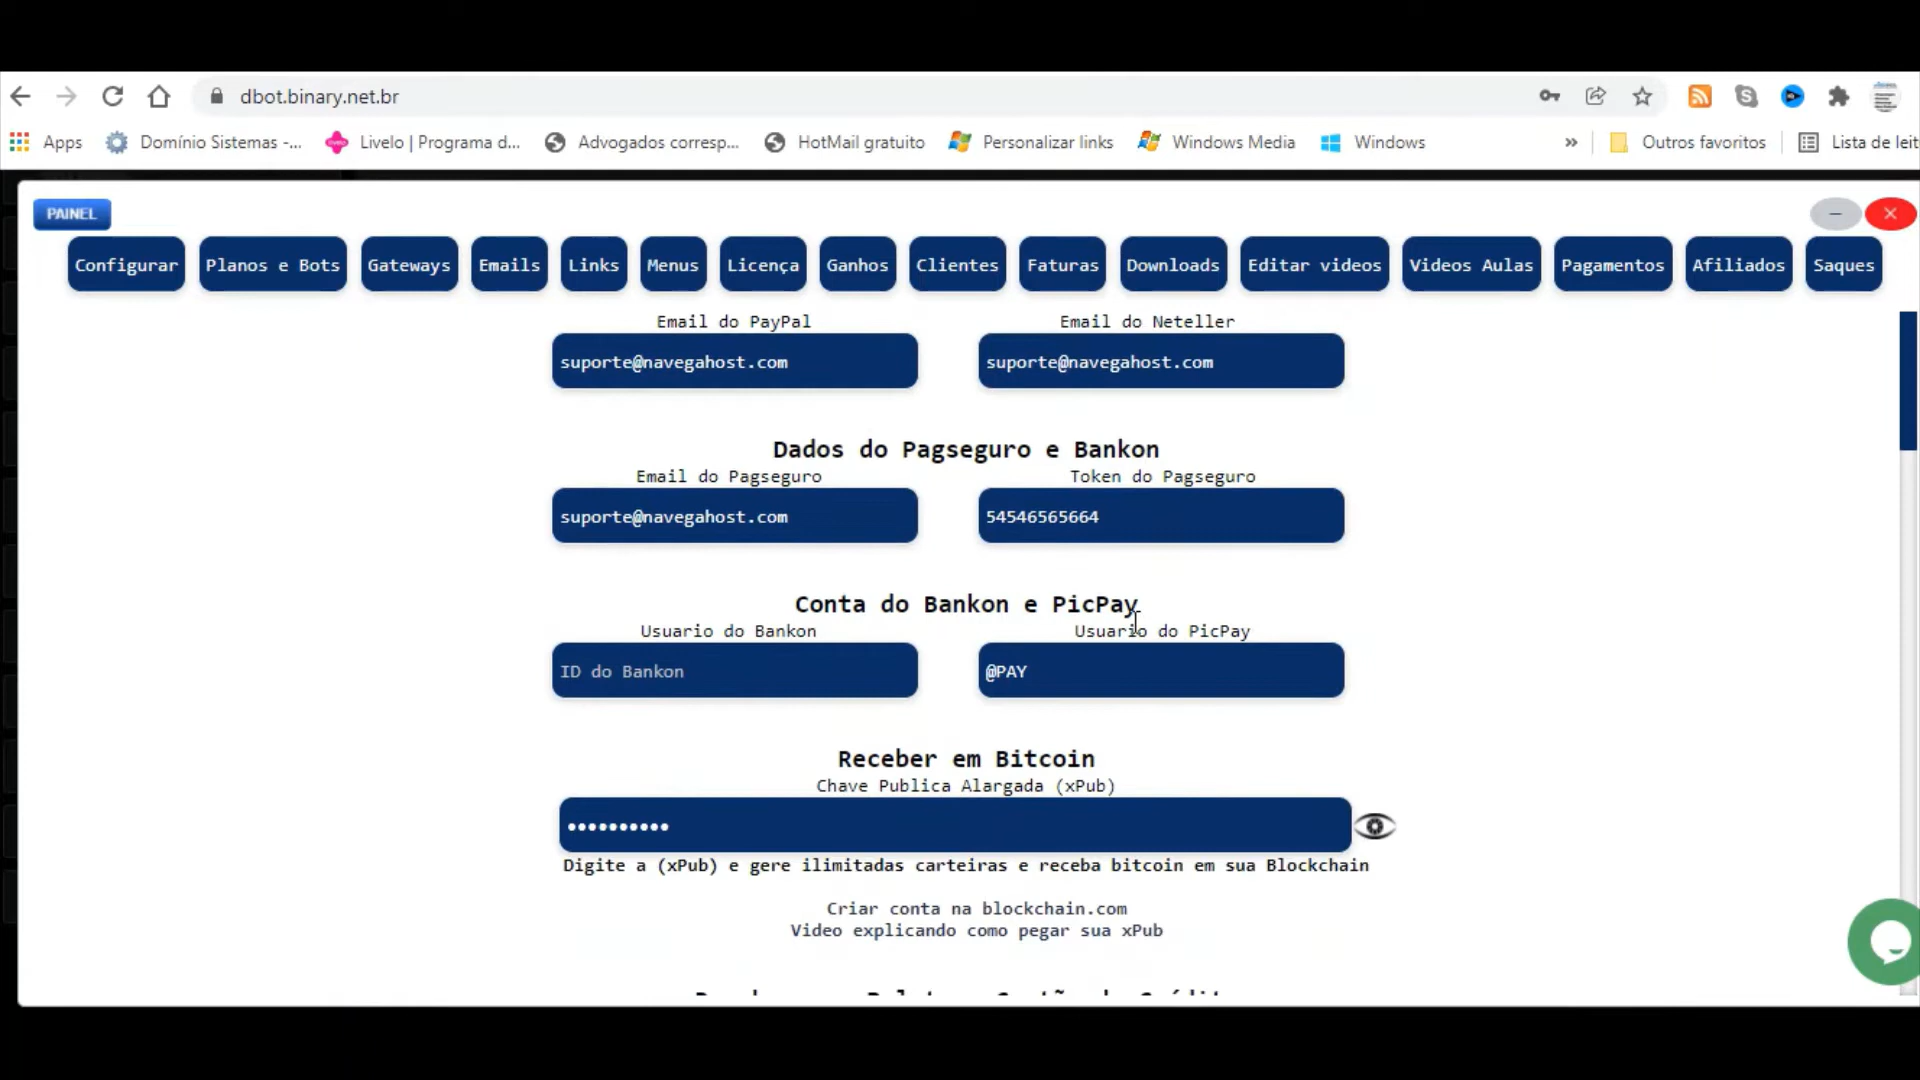 dbot.binary.net.br
Apps
Domínio Sistemas -...
Livelo | Programa d...
Advogados corresp...
HotMail gratuito
Personalizar links
Windows Media
Windows
»
Outros favoritos
Lista de leit
PAINEL
Configurar
Planos e Bots
Gateways
Emails
Links
Menus
Licença
Ganhos
Clientes
Faturas
Downloads
Editar videos
Videos Aulas
Pagamentos
Afiliados
Saques
Email do PayPal
Email do Neteller
suporte@navegahost.com
suporte@navegahost.com
Dados do Pagseguro e Bankon
Email do Pagseguro
Token do Pagseguro
suporte@navegahost.com
54546565664
Conta do Bankon e PicPay
Usuario do Bankon
Usuario do PicPay
ID do Bankon
@PAY
Receber em Bitcoin
Chave Publica Alargada (xPub)
••••••••••
Digite a (xPub) e gere ilimitadas carteiras e receba bitcoin em sua Blockchain
Criar conta na blockchain.com
Video explicando como pegar sua xPub